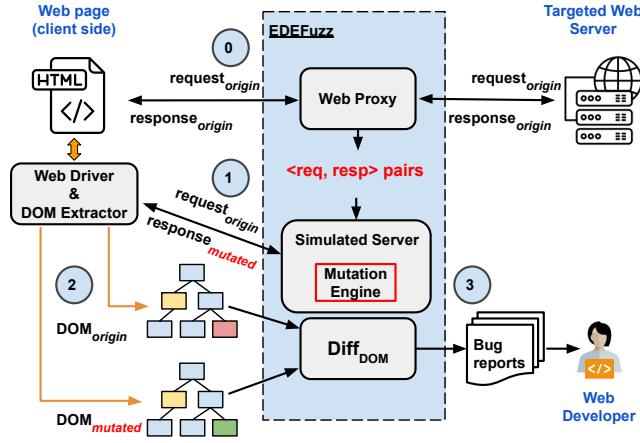 Web page
(client side)
0
EDEFuzz
Targeted Web
Server
HTML
</>
request origin
response origin
Web Proxy
request origin
response origin
<req, resp> pairs
Web Driver
&
DOM Extractor
1
request origin
response mutated
Simulated Server
Mutation
Engine
2
3
DOM origin
Diff DOM
Bug
reports
</>
DOM mutated
Web
Developer